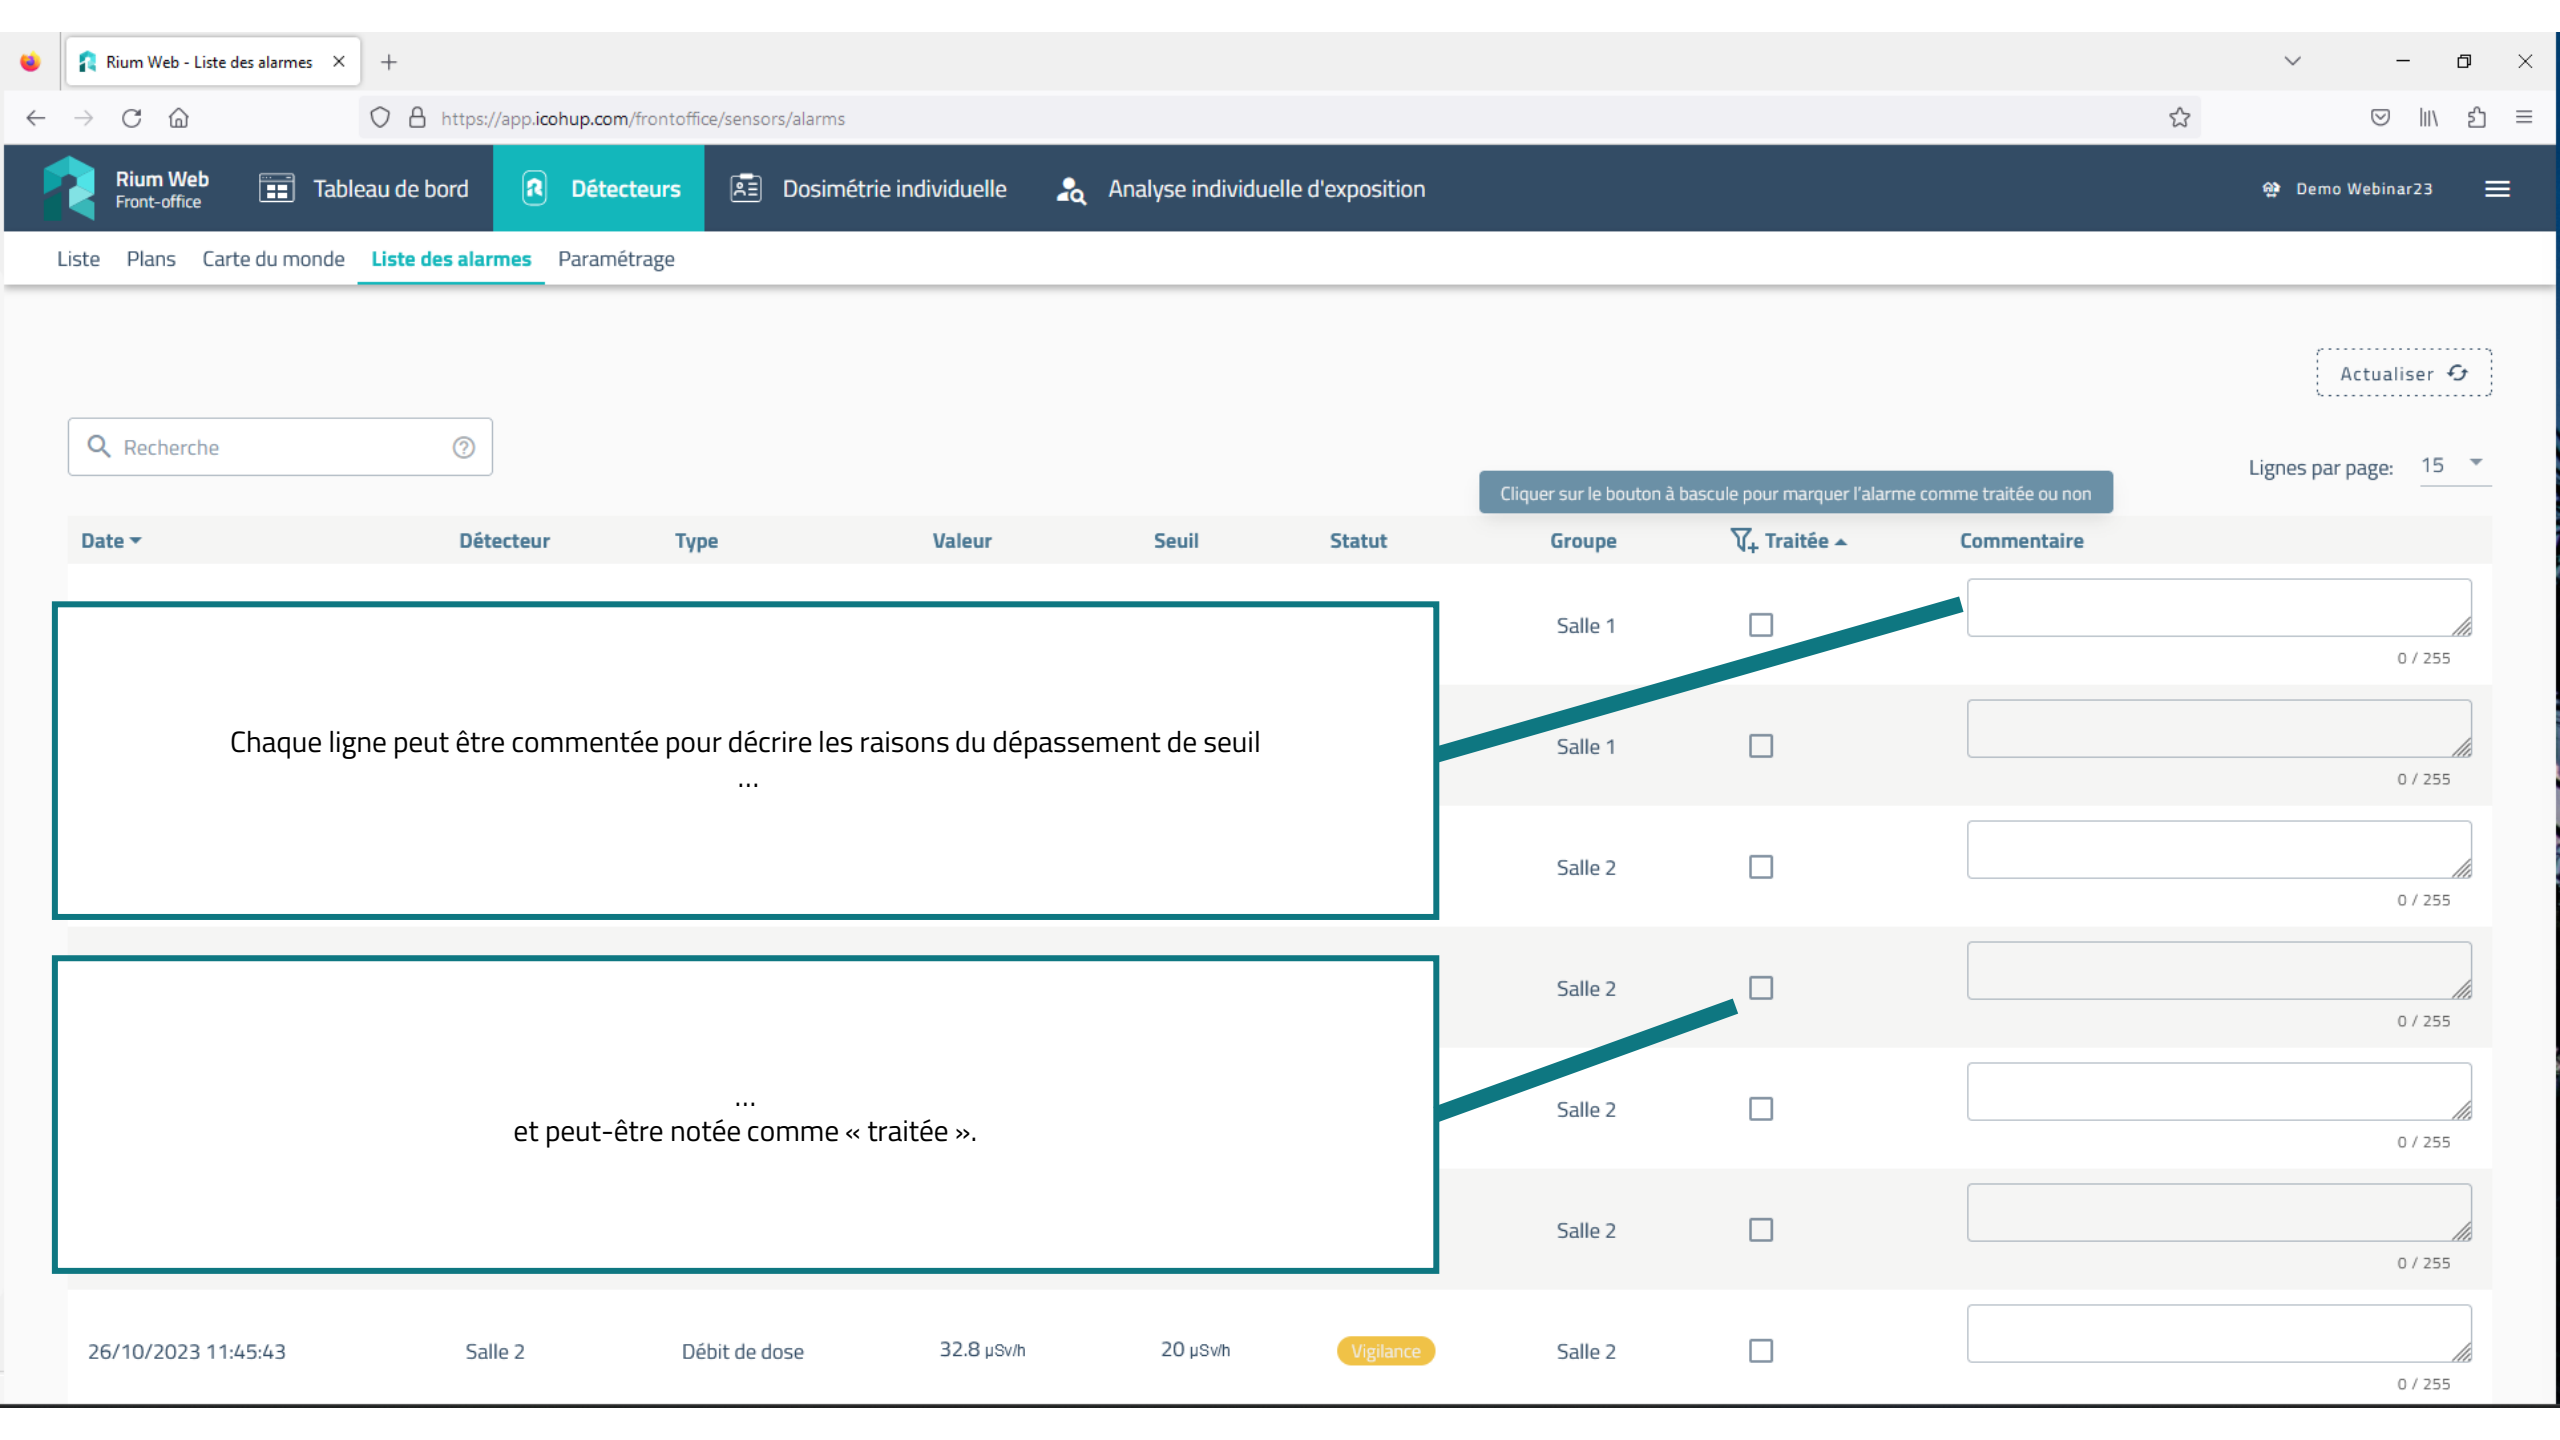 Rium Web - Liste des alarmes
https://app.icohup.com/frontoffice/sensors/alarms
Rium Web
Front-office
Tableau de bord
Détecteurs
Dosimétrie individuelle
Analyse individuelle d'exposition
Demo Webinar23
Liste Plans Carte du monde Liste des alarmes Paramétrage
Actualiser
Recherche
Lignes par page: 15
Cliquer sur le bouton à bascule pour marquer l'alarme comme traitée ou non
Date Détecteur Type Valeur Seuil Statut Groupe Traitée Commentaire
Salle 1
0 / 255
Chaque ligne peut être commentée pour décrire les raisons du dépassement de seuil
...
Salle 1
0 / 255
Salle 2
0 / 255
Salle 2
0 / 255
...
et peut-être notée comme « traitée ».
Salle 2
0 / 255
Salle 2
0 / 255
26/10/2023 11:45:43 Salle 2 Débit de dose 32.8 µSv/h 20 µSv/h Vigilance Salle 2
0 / 255